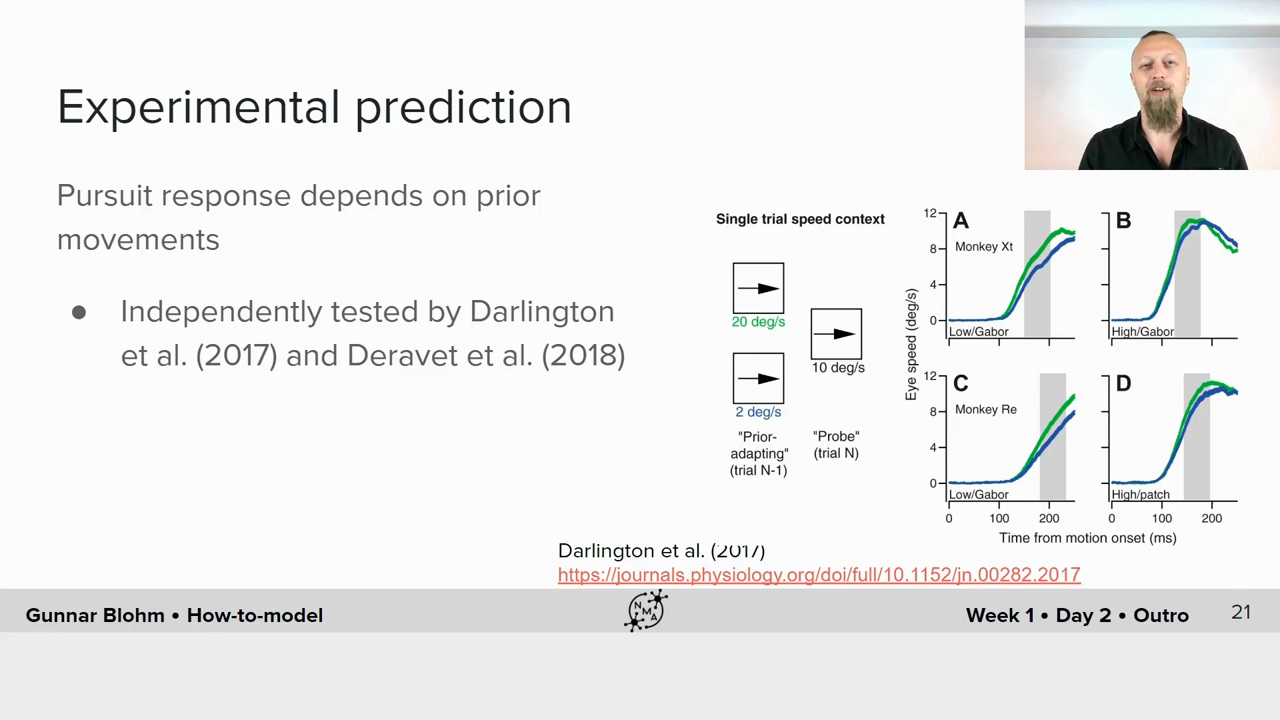 Experimental prediction
Pursuit response depends on prior
movements
● Independently tested by Darlington
et al. (2017) and Deravet et al. (2018)
Single trial speed context
20 deg/s
2 deg/s
10 deg/s
"Prior-
adapting"
(trial N-1)
"Probe"
(trial N)
Eye speed (deg/s)
12
8
4
0
A
Monkey Xt
Low/Gabor
B
High/Gabor
12
8
4
0
C
Monkey Re
Low/Gabor
D
High/patch
0 100 200
0 100 200
Time from motion onset (ms)
Darlington et al. (2017)
https://journals.physiology.org/doi/full/10.1152/jn.00282.2017
Gunnar Blohm • How-to-model
NMA
Week 1 • Day 2 • Outro
21